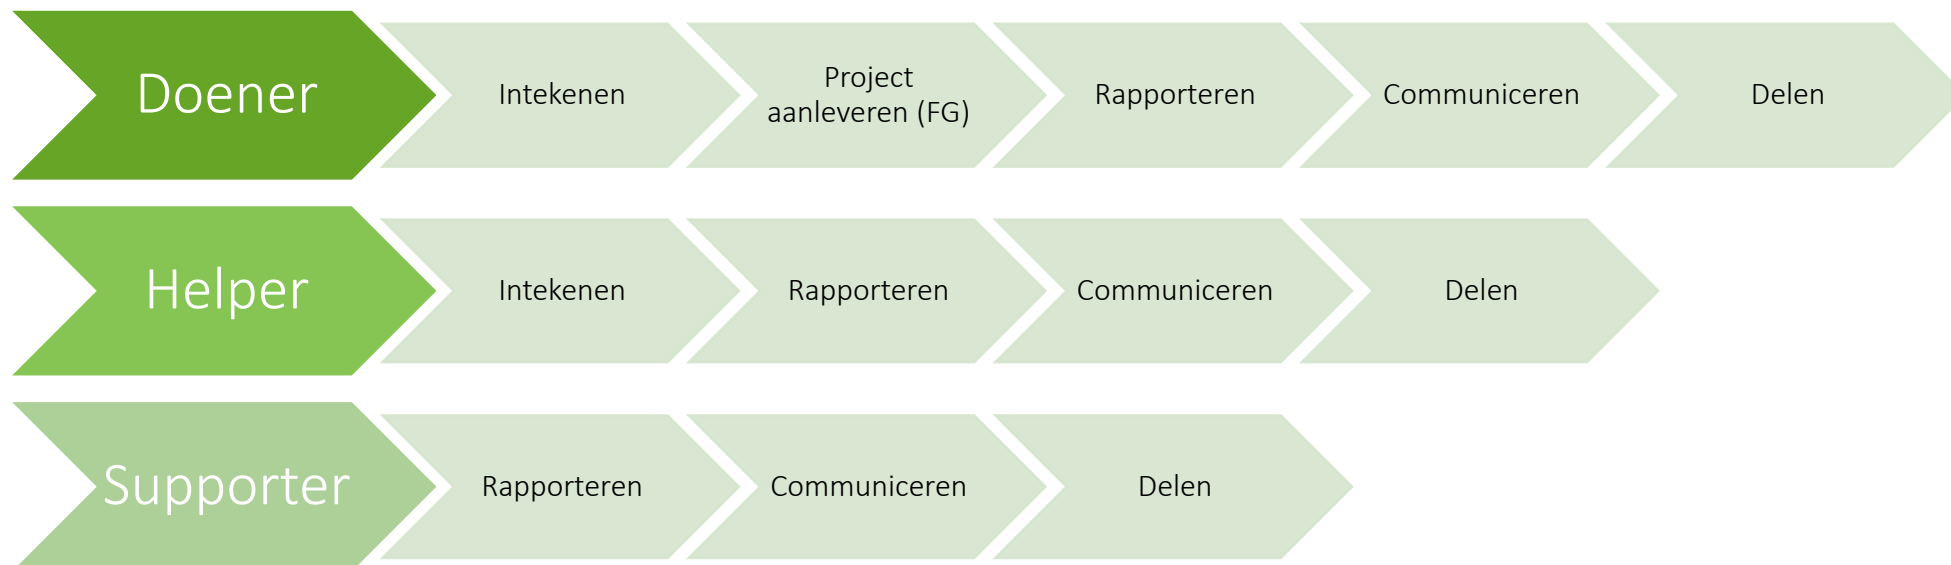 Doener
Intekenen
Project
aanleveren (FG)
Rapporteren
Communiceren
Delen
Helper
Intekenen
Rapporteren
Communiceren
Delen
Supporter
Rapporteren
Communiceren
Delen